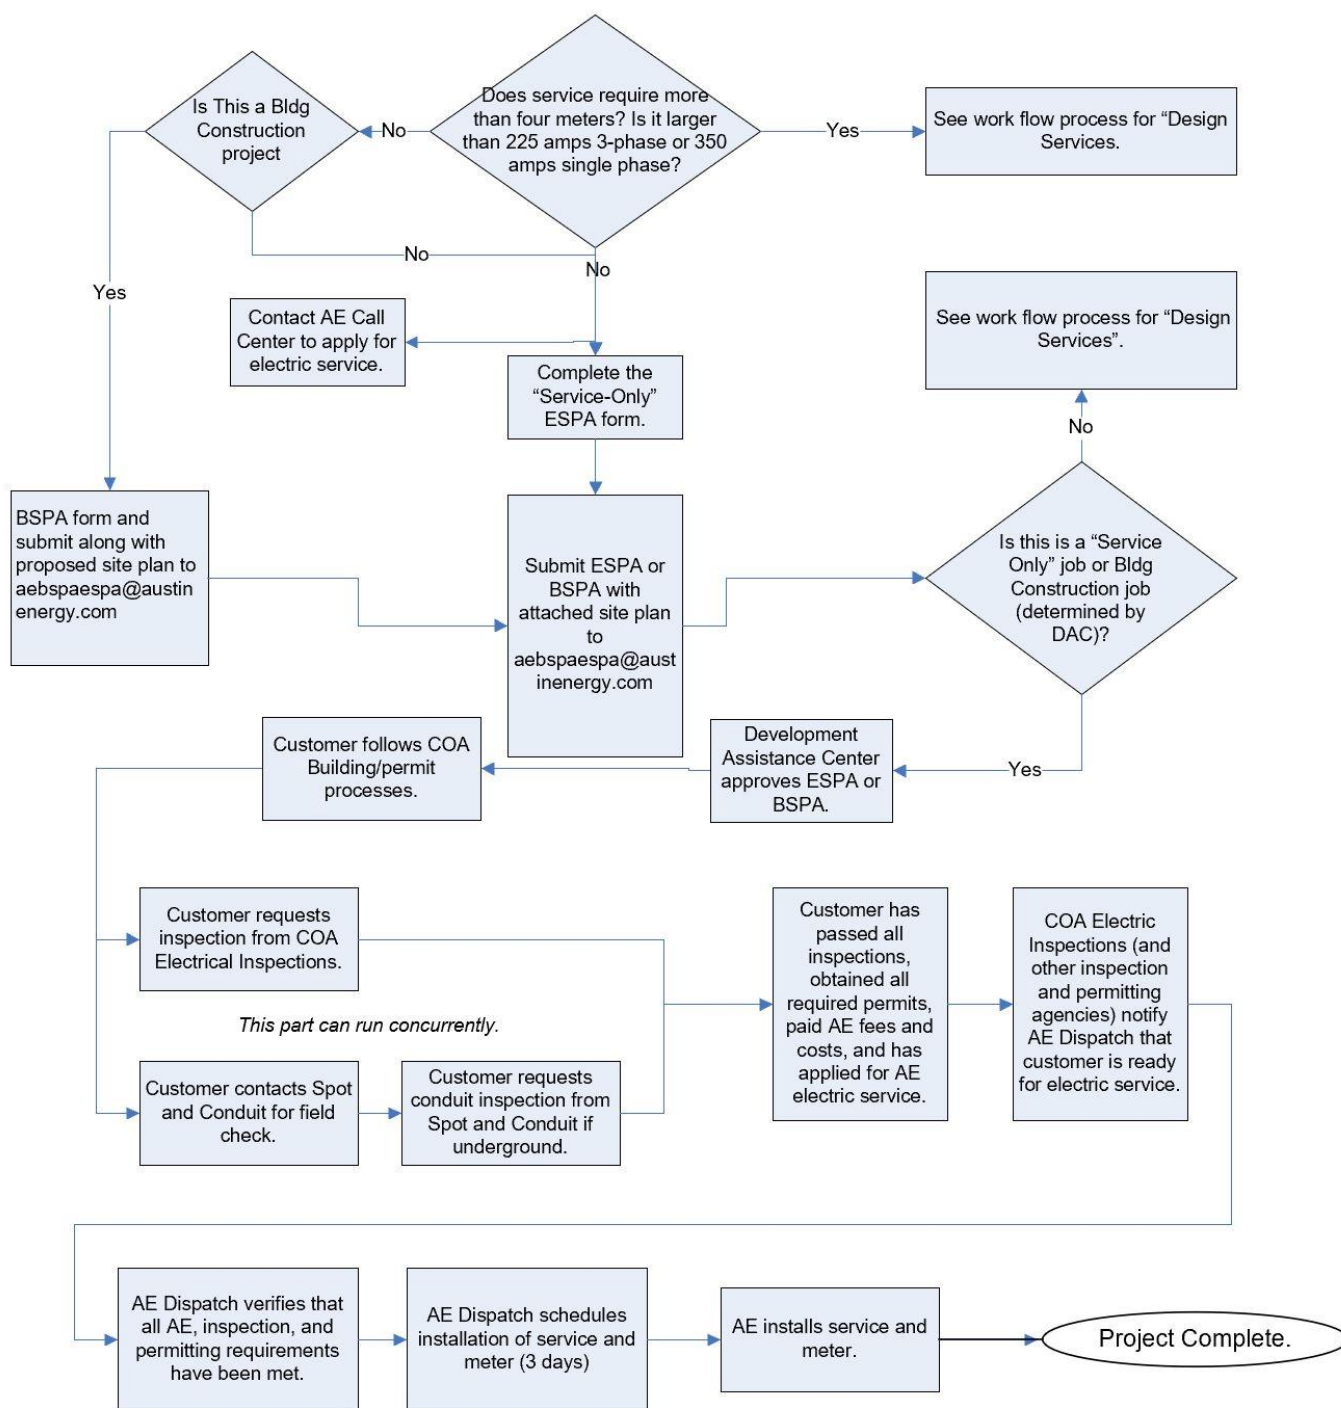 Does service require more
than four meters? Is it larger
than 225 amps 3-phase or 350
amps single phase?
Is This a Bldg
Construction
project
No
Yes
See work flow process for “Design
Services.
No
No
Yes
Contact AE Call
Center to apply for
electric service.
Complete the
“Service-Only”
ESPA form.
See work flow process for “Design
Services”.
No
BSPA form and
submit along with
proposed site plan to
aebspaespa@austin
energy.com
Submit ESPA or
BSPA with
attached site plan
to
aebspaespa@aust
inenergy.com
Is this is a “Service
Only” job or Bldg
Construction job
(determined by
DAC)?
Yes
Development
Assistance Center
approves ESPA or
BSPA.
Customer follows COA
Building/permit
processes.
Customer requests
inspection from COA
Electrical Inspections.
This part can run concurrently.
Customer contacts Spot
and Conduit for field
check.
Customer requests
conduit inspection from
Spot and Conduit if
underground.
Customer has
passed all
inspections,
obtained all
required permits,
paid AE fees and
costs, and has
applied for AE
electric service.
COA Electric
Inspections (and
other inspection
and permitting
agencies) notify
AE Dispatch that
customer is ready
for electric service.
AE Dispatch verifies that
all AE, inspection, and
permitting requirements
have been met.
AE Dispatch schedules
installation of service and
meter (3 days)
AE installs service and
meter.
Project Complete.